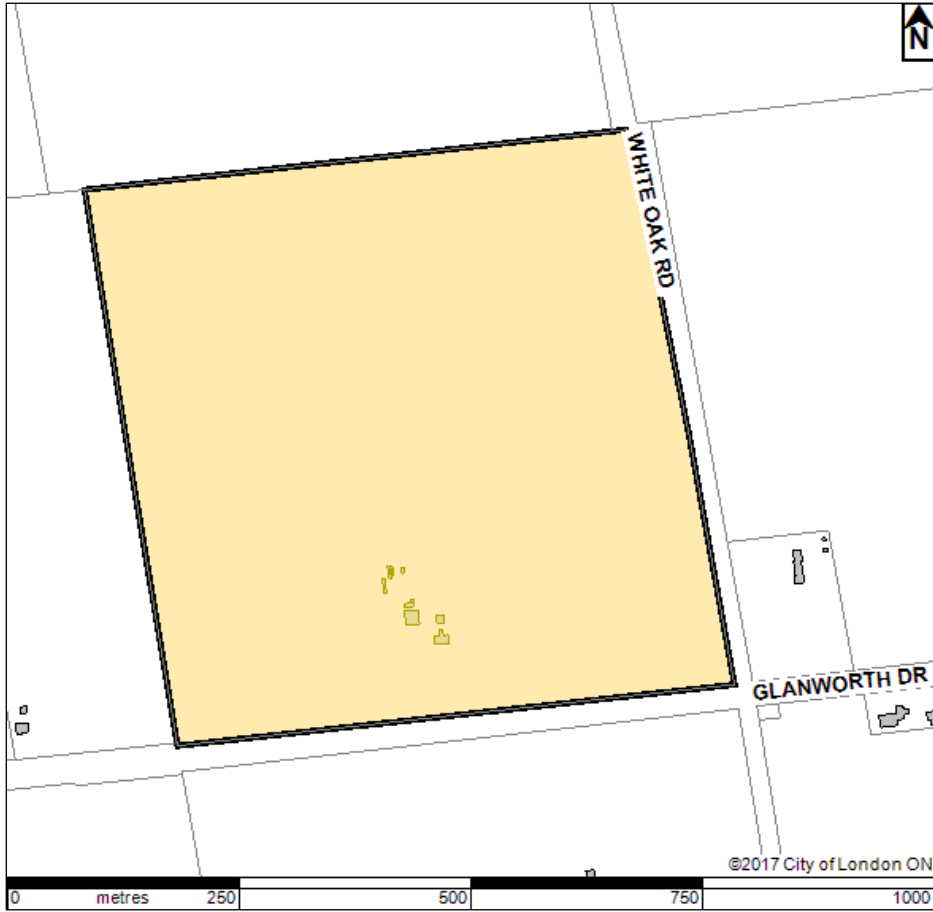 N
WHITE OAK RD
GLANWORTH DR
©2017 City of London ON
0 metres 250 500 750 1000